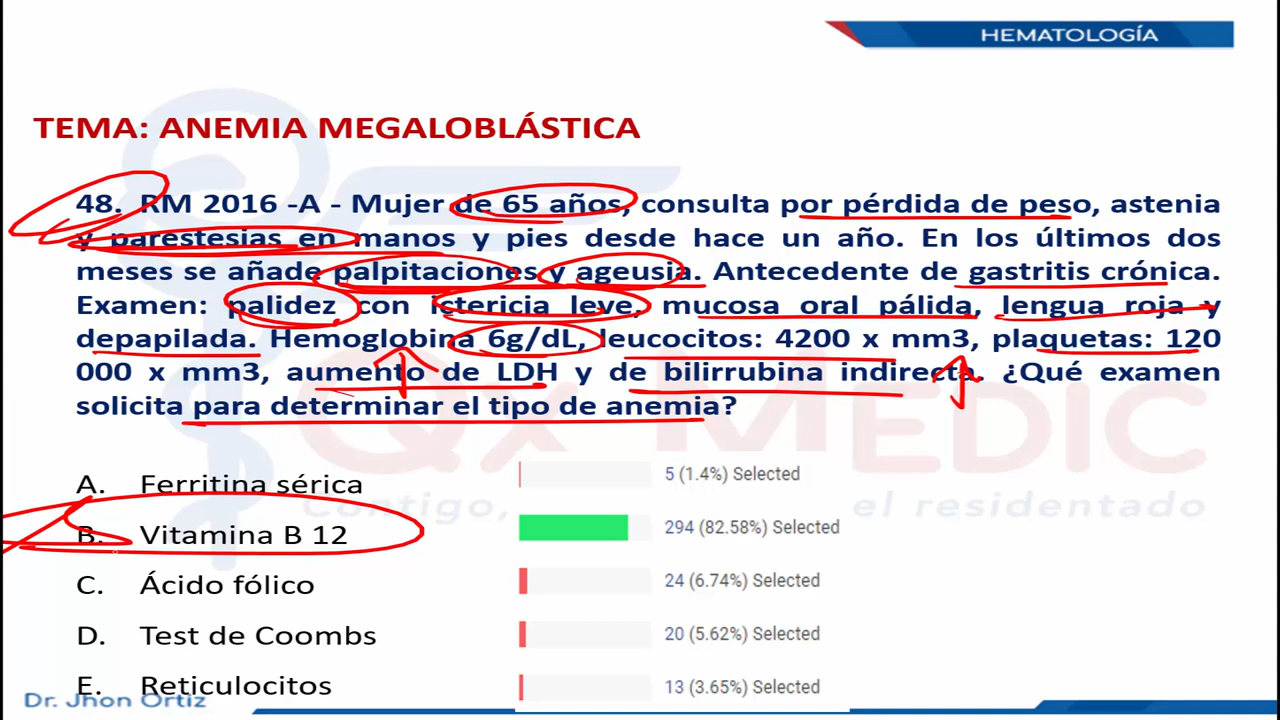 HEMATOLOGÍA
TEMA: ANEMIA MEGALOBLÁSTICA
48. RM 2016 -A - Mujer de 65 años, consulta por pérdida de peso, astenia
y parestesias en manos y pies desde hace un año. En los últimos dos
meses se añade palpitaciones y ageusia. Antecedente de gastritis crónica.
Examen: palidez con ictericia leve, mucosa oral pálida, lengua roja y
depapilada. Hemoglobina 6g/dL, leucocitos: 4200 x mm3, plaquetas: 120
000 x mm3, aumento de LDH y de bilirrubina indirecta. ¿Qué examen
solicita para determinar el tipo de anemia?
Qx MEDIC
Contigo, el residentado
A. Ferritina sérica 5 (1.4%) Selected
B. Vitamina B 12 294 (82.58%) Selected
C. Ácido fólico 24 (6.74%) Selected
D. Test de Coombs 20 (5.62%) Selected
E. Reticulocitos 13 (3.65%) Selected
Dr. Jhon Ortiz